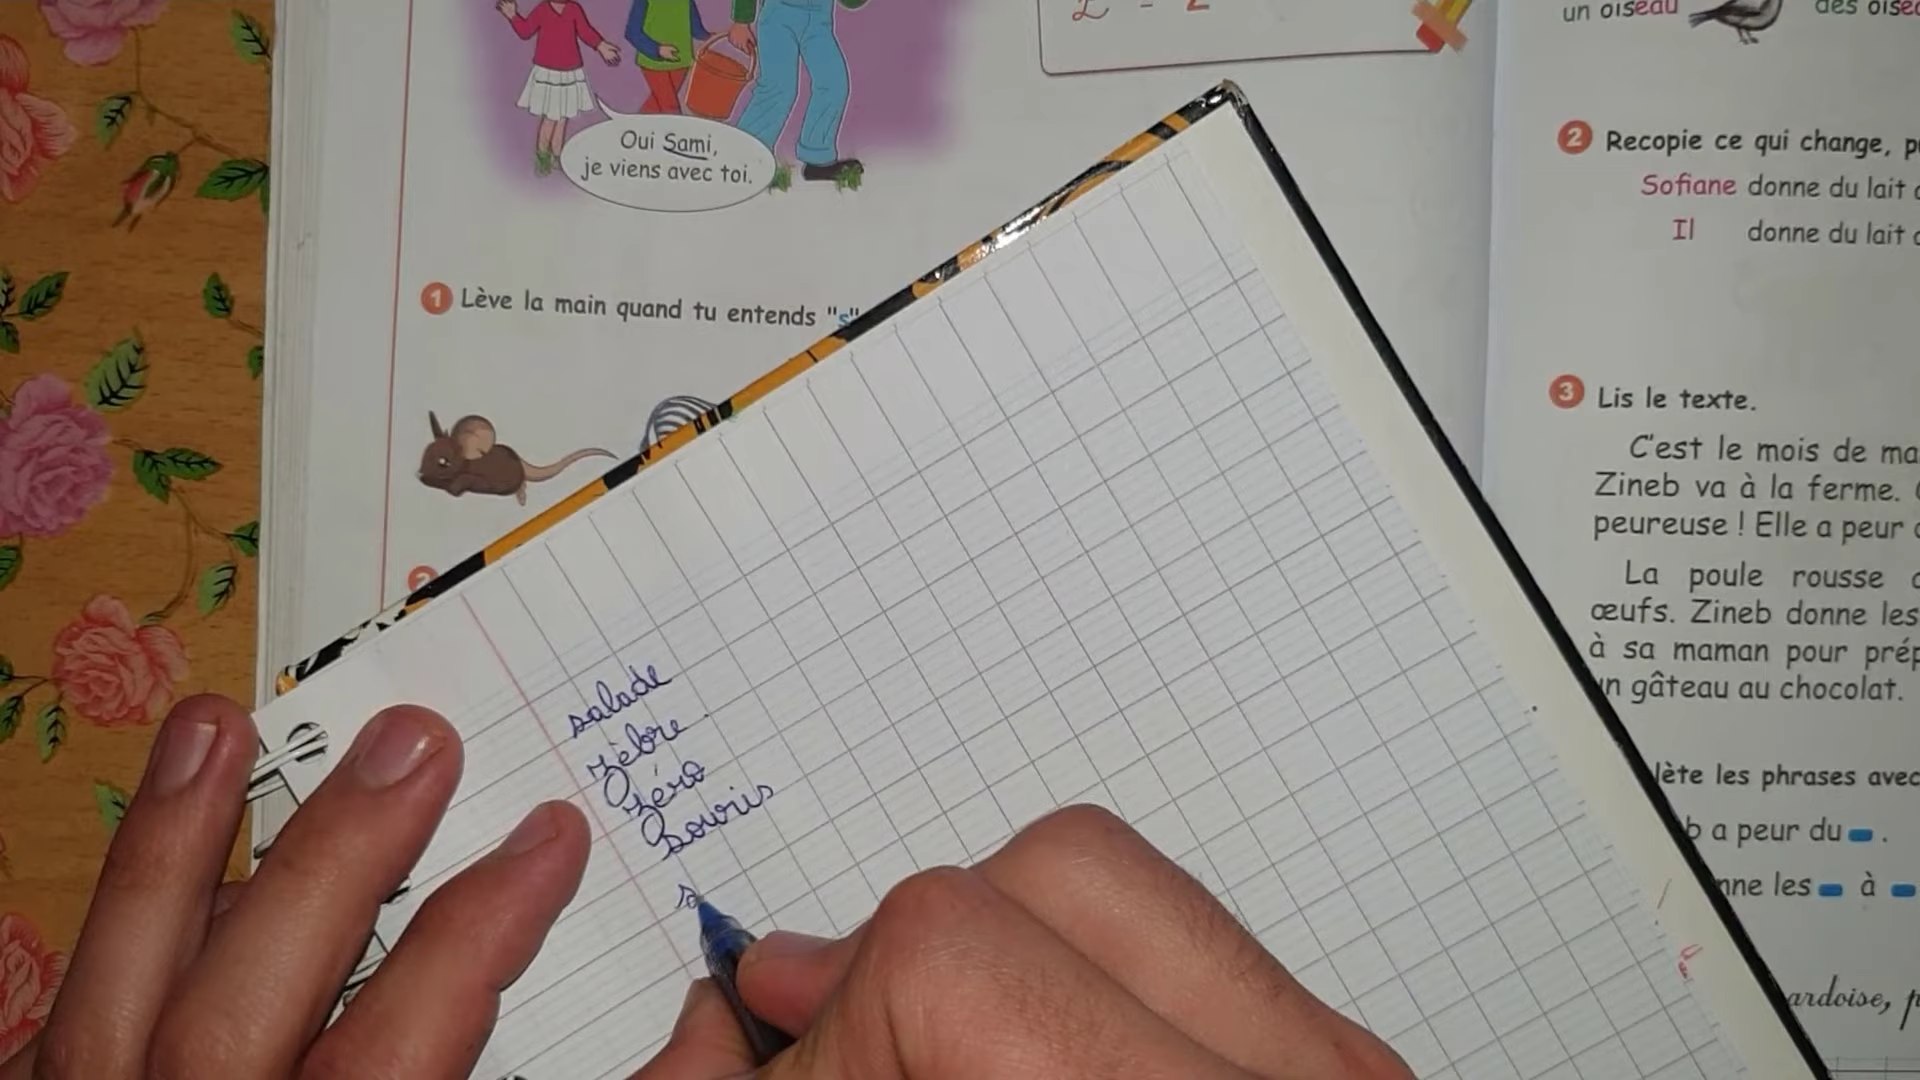 Oui Sami,
je viens avec toi.
1 Lève la main quand tu entends "s"
2
salade
zèbre
zéro
souris
s
un oiseau
des oise
2 Recopie ce qui change, p
Sofiane donne du lait
Il donne du lait
3 Lis le texte.
C'est le mois de ma
Zineb va à la ferme.
peureuse ! Elle a peur
La poule rousse
œufs. Zineb donne les
à sa maman pour prép
un gâteau au chocolat.
lète les phrases avec
b a peur du .
nne les à
ardoise, p